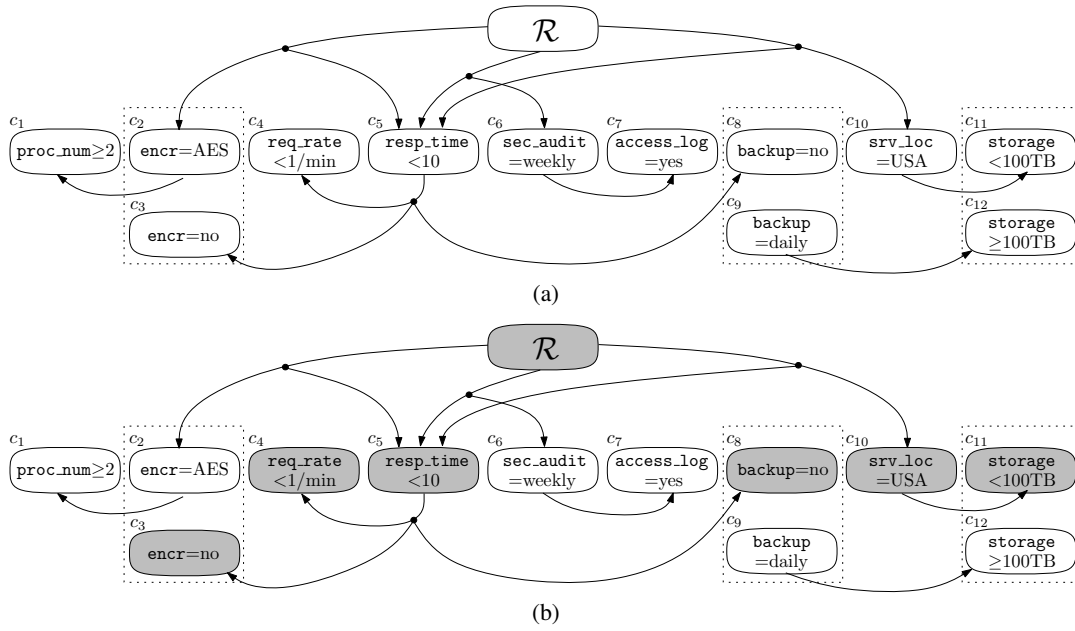 R
c1
c2
c4
c5
c6
c7
c8
c10
c11
proc_num≥2
encr=AES
req_rate
<1/min
resp_time
<10
sec_audit
=weekly
access_log
=yes
backup=no
srv_loc
=USA
storage
<100TB
c3
c9
c12
encr=no
backup
=daily
storage
≥100TB
(a)
R
c1
c2
c4
c5
c6
c7
c8
c10
c11
proc_num≥2
encr=AES
req_rate
<1/min
resp_time
<10
sec_audit
=weekly
access_log
=yes
backup=no
srv_loc
=USA
storage
<100TB
c3
c9
c12
encr=no
backup
=daily
storage
≥100TB
(b)